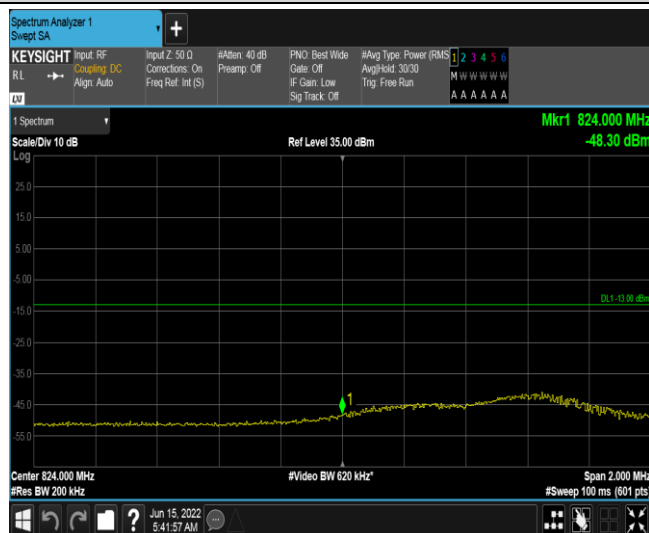 Spectrum Analyzer 1
Swept SA
+
KEYSIGHT Input: RF Input Z: 50 Ω #Atten: 40 dB PNO: Best Wide #Avg Type: Power (RMS 1 2 3 4 5 6
RL Coupling: DC Corrections: On Preamp: Off Gate: Off Avg|Hold: 30/30 M W W W W W
Align: Auto Freq Ref: Int (S) IF Gain: Low Trig: Free Run
LXI Sig Track: Off A A A A A A
1 Spectrum Mkr1 824.000 MHz
Scale/Div 10 dB Ref Level 35.00 dBm -48.30 dBm
Log
25.0
15.0
5.00
-5.00
DL1 -13.00 dBm
-15.0
-25.0
-35.0
1
-45.0
-55.0
Center 824.000 MHz #Video BW 620 kHz* Span 2.000 MHz
#Res BW 200 kHz #Sweep 100 ms (601 pts)
? Jun 15, 2022
5:41:57 AM